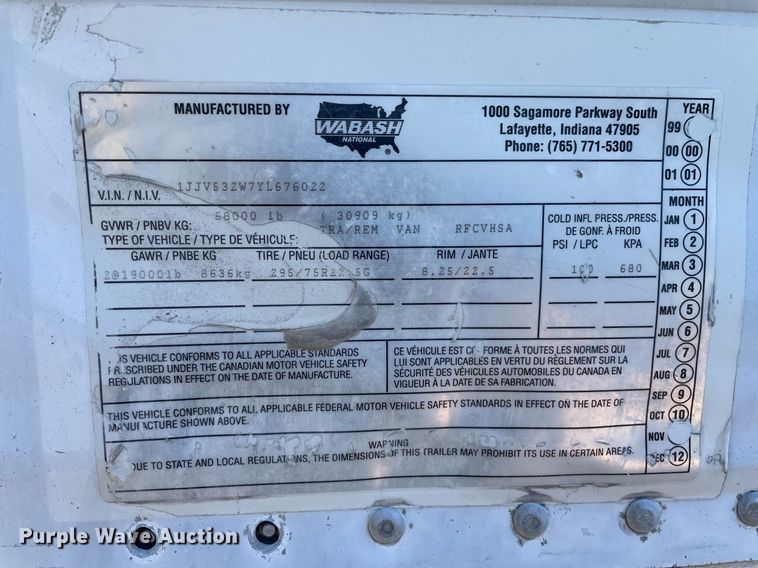 MANUFACTURED BY
WABASH
NATIONAL
®
1000 Sagamore Parkway South
Lafayette, Indiana 47905
Phone: (765) 771-5300
YEAR
99
00 00
01 01
1JJV532W7YL676022
V.I.N. / N.I.V.
68000 lb ( 30909 kg)
GVWR / PNBV KG:
TRA/REM VAN RFCVHSA
TYPE OF VEHICLE / TYPE DE VÉHICULE
COLD INFL PRESS./PRESS.
DE GONF. À FROID
PSI / LPC KPA
GAWR / PNBE KG TIRE / PNEU (LOAD RANGE) RIM / JANTE
2@19000lb 8636kg 295/75R22.5G 8.25/22.5 100 680
MONTH
JAN 1
FEB 2
MAR 3
APR 4
MAY 5
JUN 6
JUL 7
AUG 8
SEP 9
OCT 10
NOV
DEC 12
VEHICLE CONFORMS TO ALL APPLICABLE STANDARDS
PRESCRIBED UNDER THE CANADIAN MOTOR VEHICLE SAFETY
REGULATIONS IN EFFECT ON THE DATE OF MANUFACTURE.
CE VÉHICULE EST CONFORME À TOUTES LES NORMES QUI
LUI SONT APPLICABLES EN VERTU DU RÈGLEMENT SUR LA
SÉCURITÉ DES VÉHICULES AUTOMOBILES DU CANADA EN
VIGUEUR À LA DATE DE SA FABRICATION.
THIS VEHICLE CONFORMS TO ALL, APPLICABLE FEDERAL MOTOR VEHICLE SAFETY STANDARDS IN EFFECT ON THE DATE OF
MANUFACTURE SHOWN ABOVE.
WARNING
DUE TO STATE AND LOCAL REGULATIONS, THE DIMENSIONS OF THIS TRAILER MAY PROHIBIT ITS USE IN CERTAIN AREAS.
Purple Wave Auction